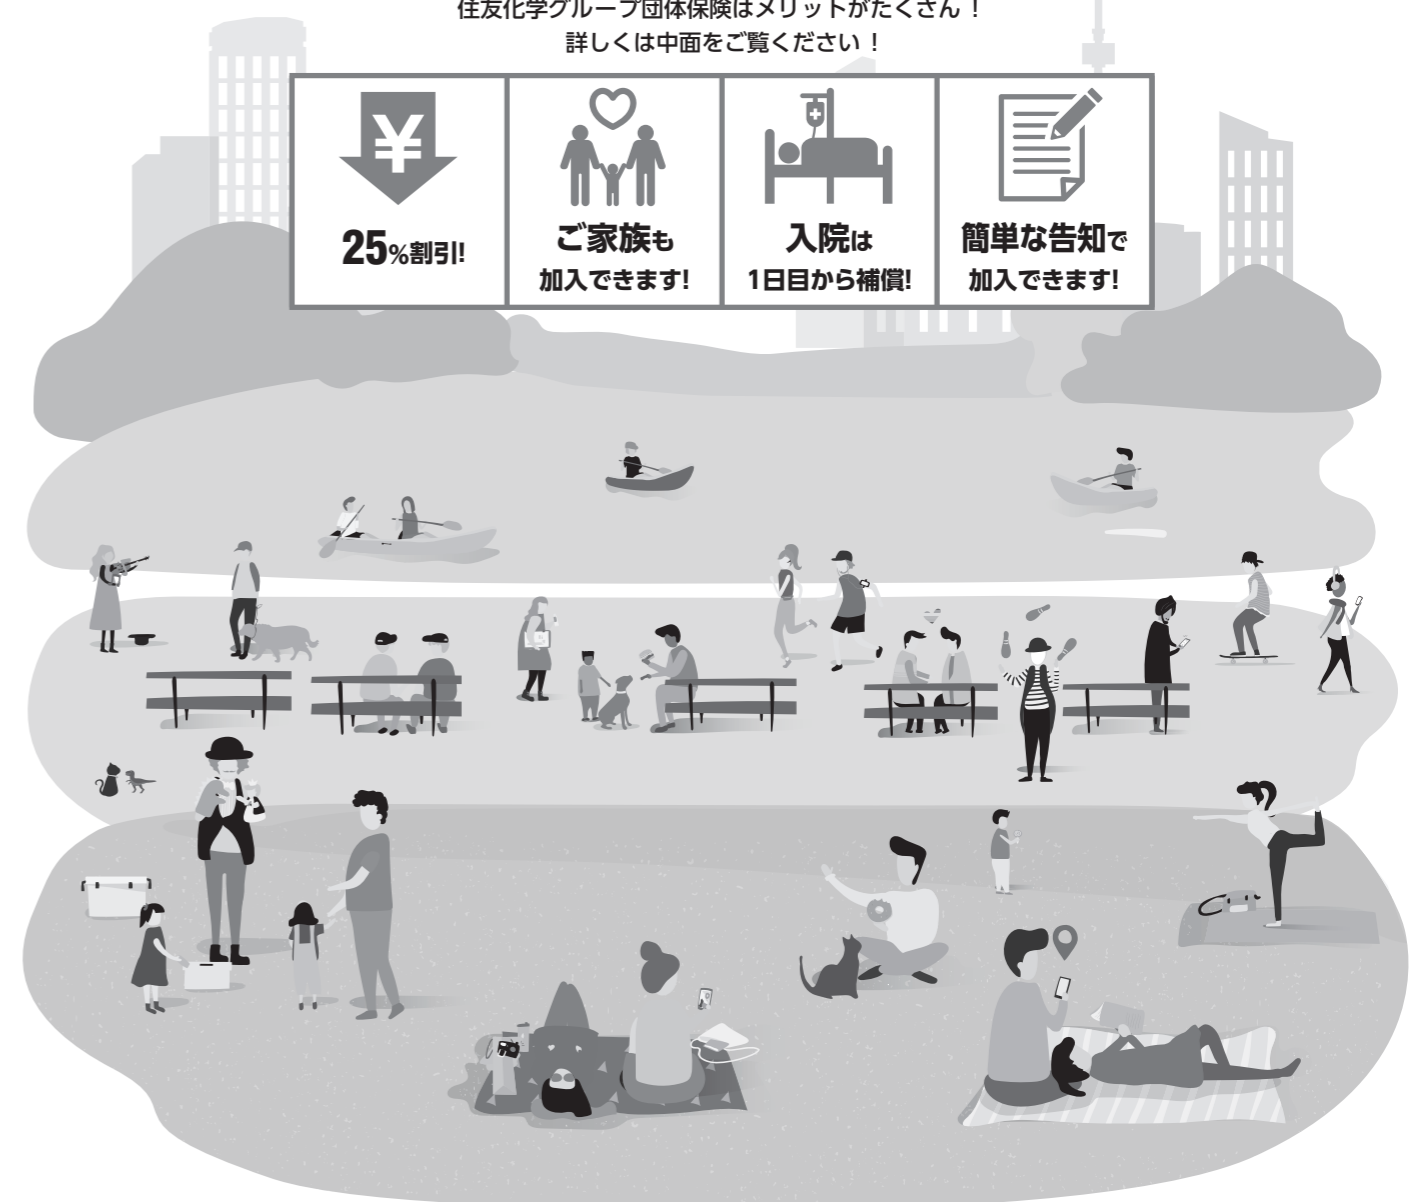 住友化学グループ団体保険はメリットがたくさん！
詳しくは中面をご覧ください！
¥
25%割引!
ご家族も
加入できます!
入院は
1日目から補償!
簡単な告知で
加入できます!